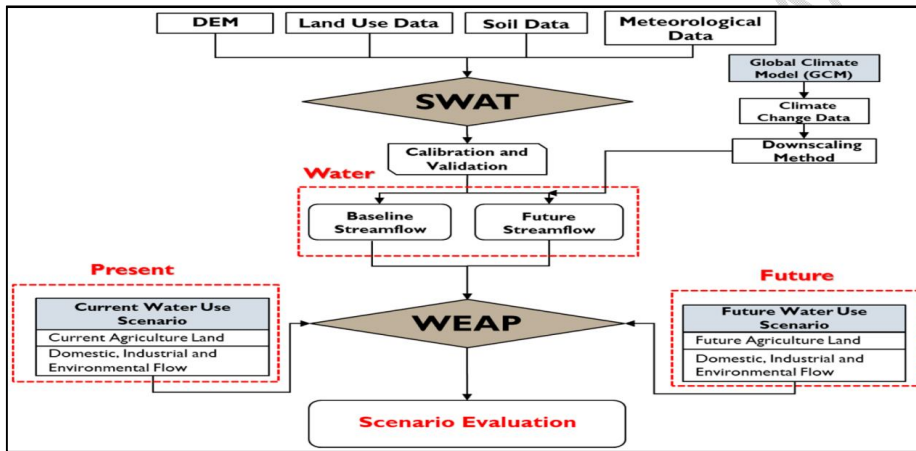 DEM
Land Use Data
Soil Data
Meteorological
Data
Global Climate
Model (GCM)
SWAT
Climate
Change Data
Calibration and
Validation
Downscaling
Method
Water
Baseline
Streamflow
Future
Streamflow
Present
Future
Current Water Use
Scenario
Current Agriculture Land
Domestic, Industrial and
Environmental Flow
WEAP
Future Water Use
Scenario
Future Agriculture Land
Domestic, Industrial and
Environmental Flow
Scenario Evaluation